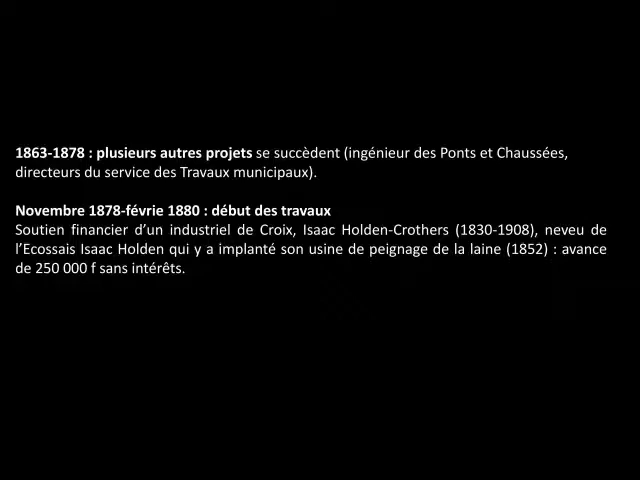 1863-1878 : plusieurs autres projets se succèdent (ingénieur des Ponts et Chaussées,
directeurs du service des Travaux municipaux).
Novembre 1878-févrie 1880 : début des travaux
Soutien financier d’un industriel de Croix, Isaac Holden-Crothers (1830-1908), neveu de
l’Ecossais Isaac Holden qui y a implanté son usine de peignage de la laine (1852) : avance
de 250 000 f sans intérêts.